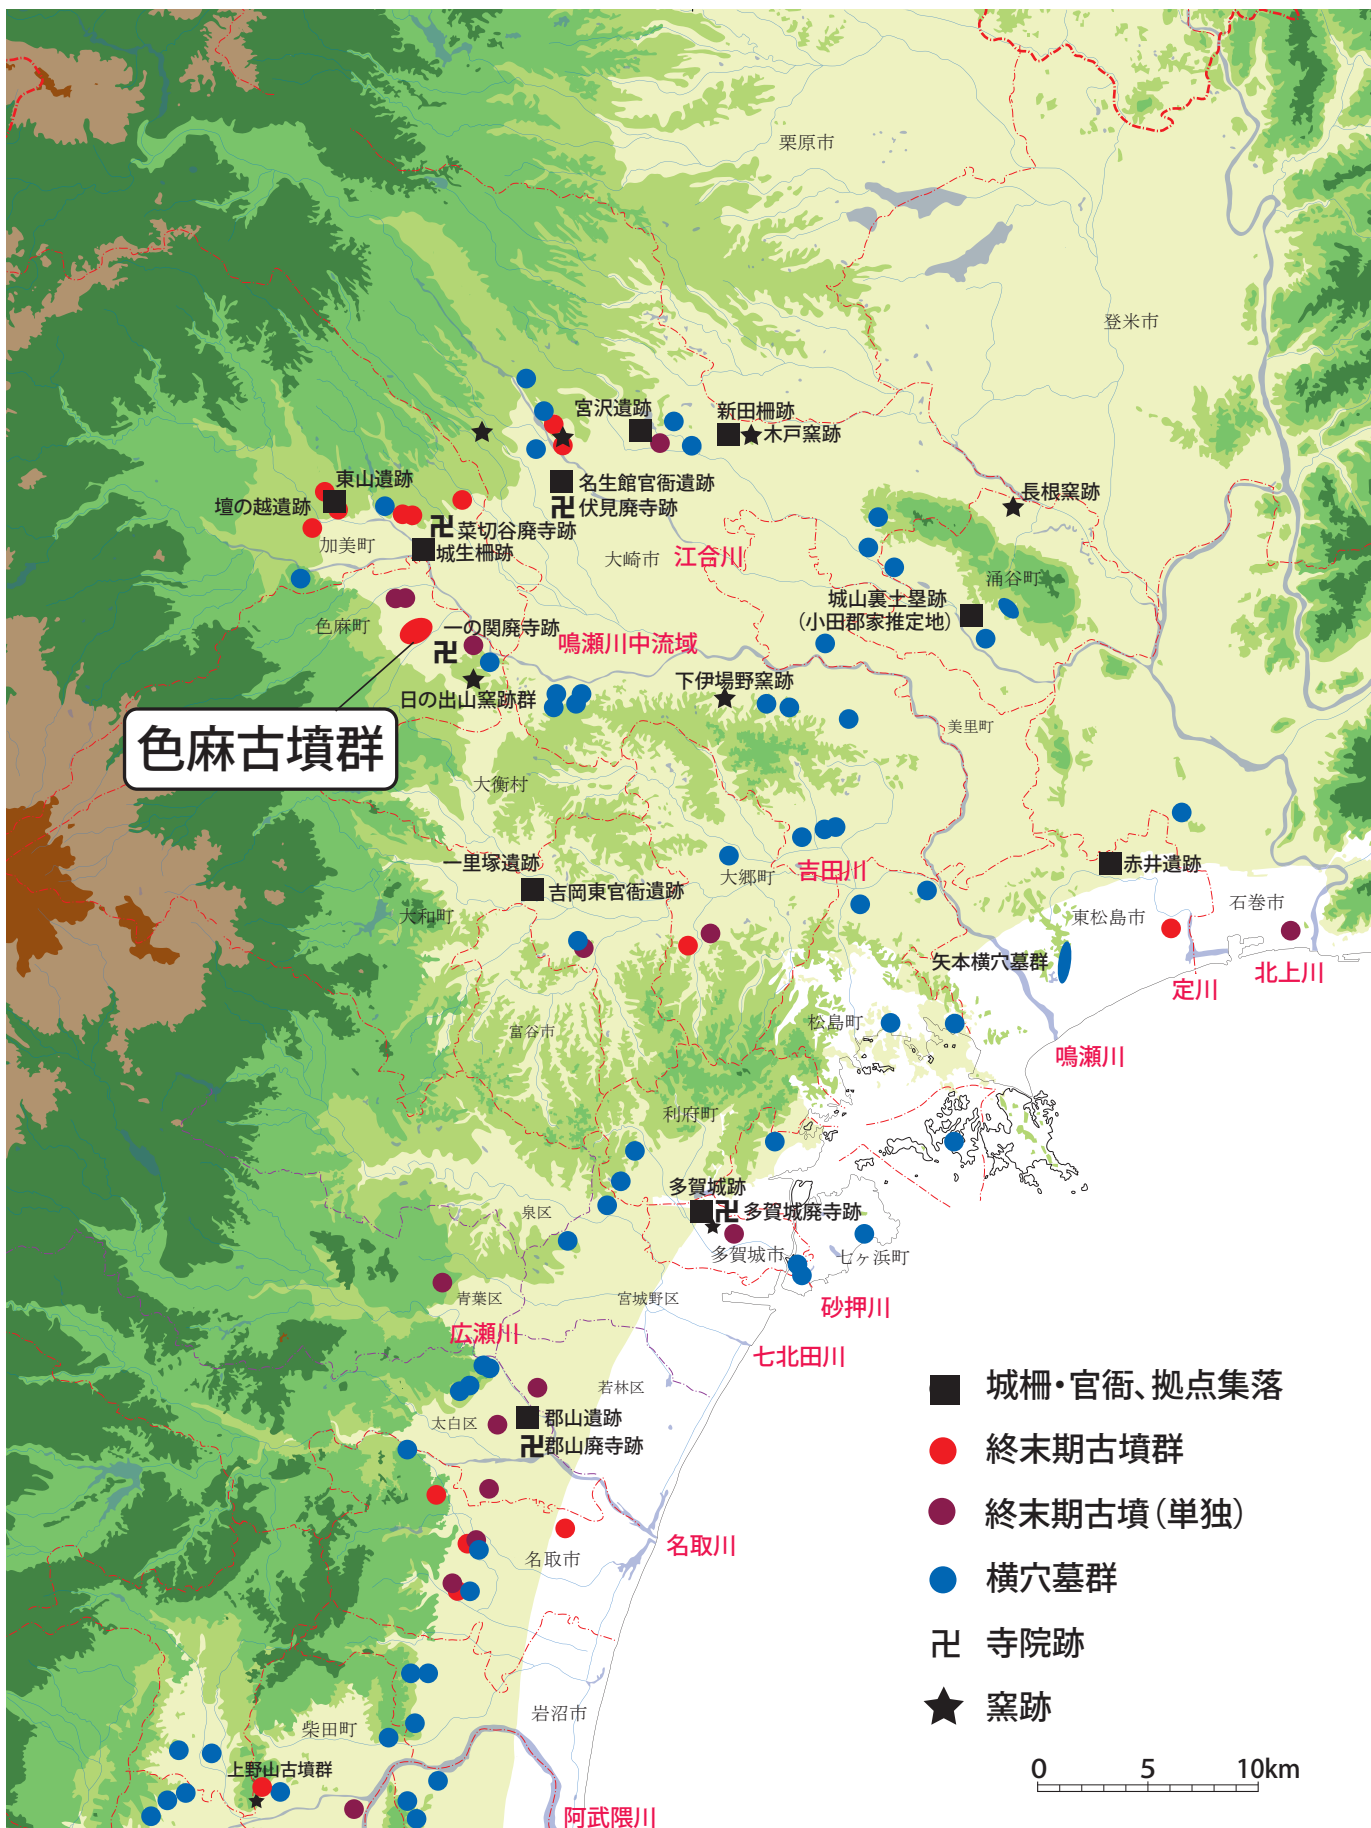 栗原市
登米市
宮沢遺跡
新田柵跡
木戸窯跡
東山遺跡
壇の越遺跡
名生館官衙遺跡
伏見廃寺跡
長根窯跡
菜切谷廃寺跡
加美町
城生柵跡
大崎市
江合川
涌谷町
城山裏土塁跡
(小田郡家推定地)
色麻町
一の関廃寺跡
鳴瀬川中流域
日の出山窯跡群
下伊場野窯跡
美里町
色麻古墳群
大衡村
一里塚遺跡
吉岡東官衙遺跡
大郷町
吉田川
赤井遺跡
大和町
東松島市
石巻市
矢本横穴墓群
定川
北上川
富谷市
松島町
鳴瀬川
利府町
多賀城跡
多賀城廃寺跡
泉区
多賀城市
七ヶ浜町
青葉区
宮城野区
砂押川
広瀬川
七北田川
若林区
太白区
郡山遺跡
郡山廃寺跡
名取市
名取川
城柵・官衙、拠点集落
終末期古墳群
終末期古墳(単独)
横穴墓群
卍 寺院跡
窯跡
岩沼市
柴田町
上野山古墳群
阿武隈川
0 5 10km